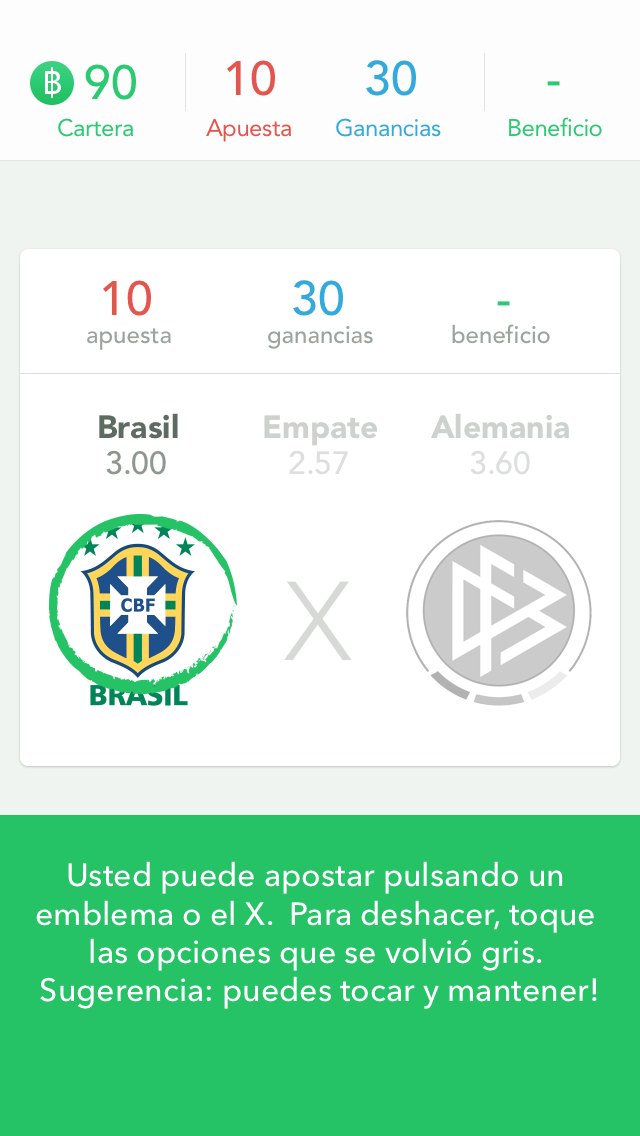 90 10 30 -
Cartera Apuesta Ganancias Beneficio
10 30 -
apuesta ganancias beneficio
Brasil Empate Alemania
3.00 2.57 3.60
CBF
X
BRASIL
Usted puede apostar pulsando un
emblema o el X. Para deshacer, toque
las opciones que se volvió gris.
Sugerencia: puedes tocar y mantener!